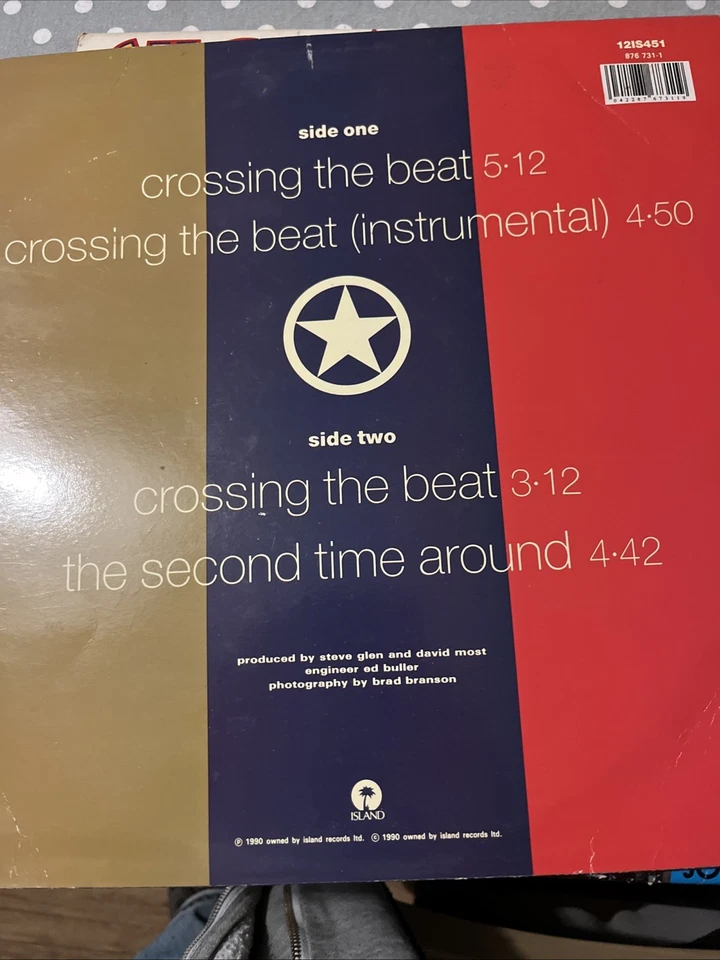 12IS451
876 731-1
side one
crossing the beat 5·12
crossing the beat (instrumental) 4·50
side two
crossing the beat 3·12
the second time around 4·42
produced by steve glen and david most
engineer ed buller
photography by brad branson
ISLAND
℗ 1990 owned by island records ltd. © 1990 owned by island records ltd.